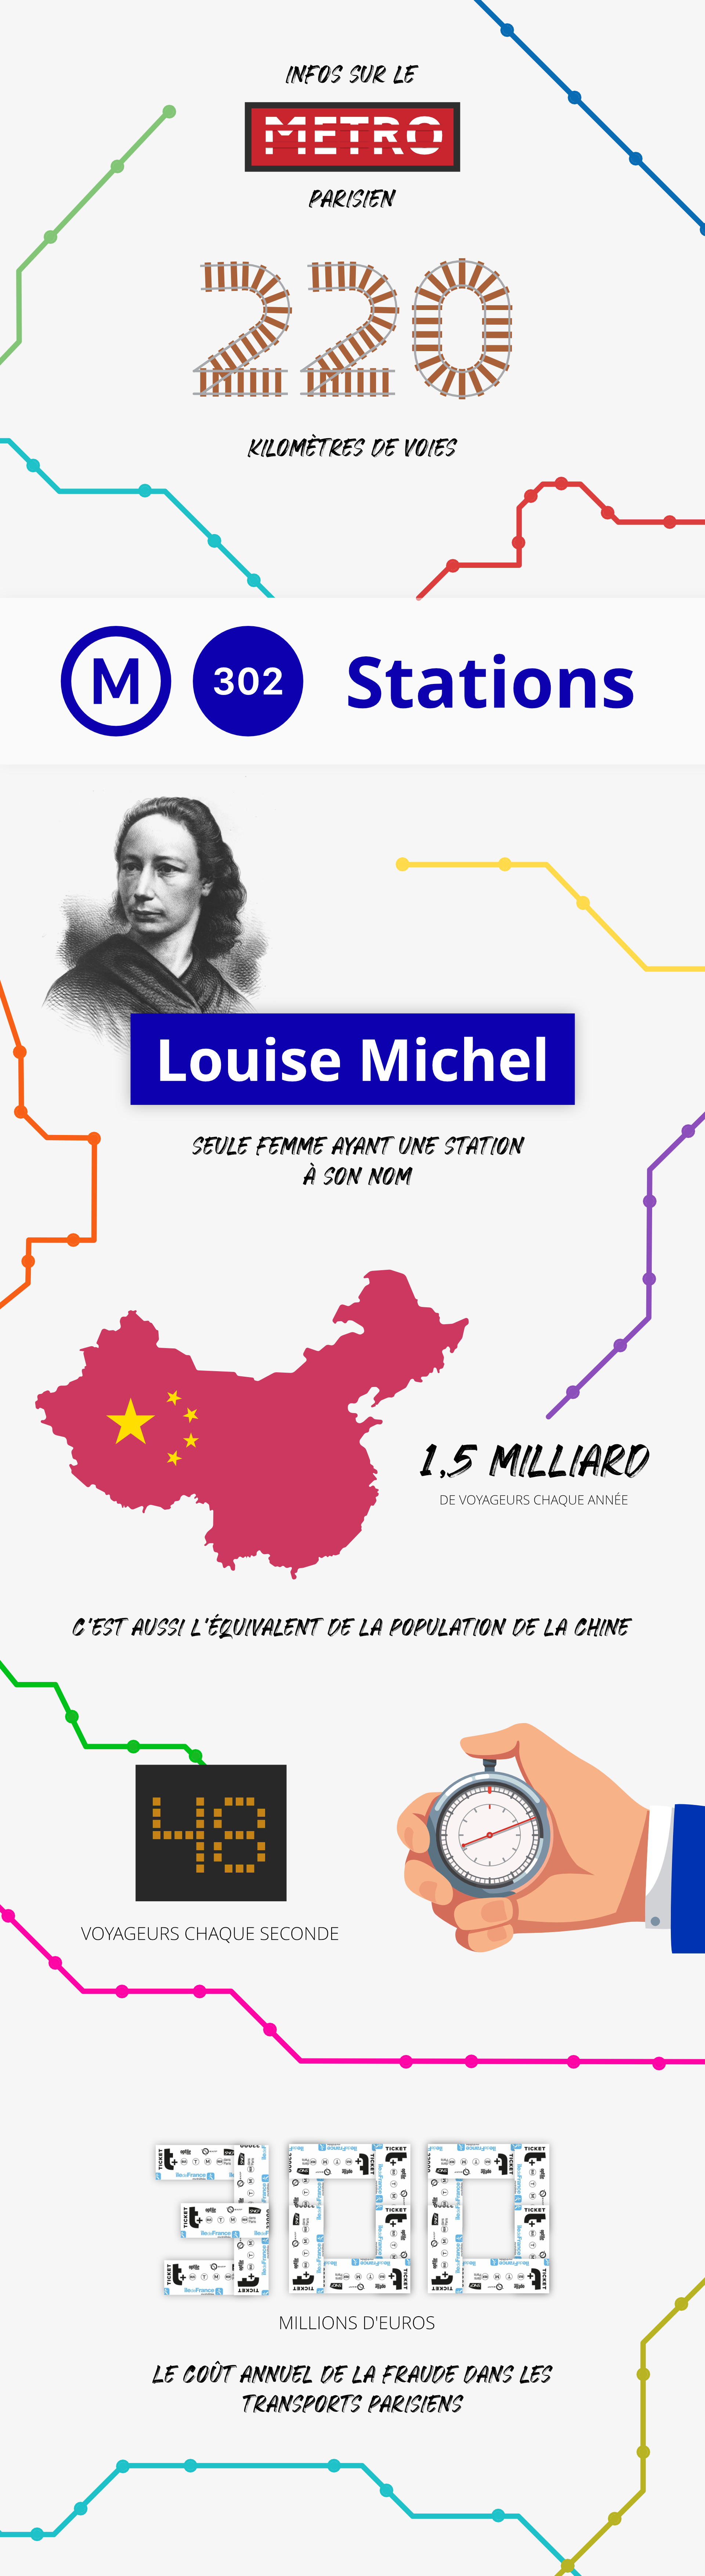 INFOS SUR LE
METRO
PARISIEN
220
KILOMÈTRES DE VOIES
M 302 Stations
Louise Michel
SEULE FEMME AYANT UNE STATION
À SON NOM
1,5 MILLIARD
DE VOYAGEURS CHAQUE ANNÉE
C'EST AUSSI L'ÉQUIVALENT DE LA POPULATION DE LA CHINE
48
VOYAGEURS CHAQUE SECONDE
300
MILLIONS D'EUROS
LE COÛT ANNUEL DE LA FRAUDE DANS LES
TRANSPORTS PARISIENS